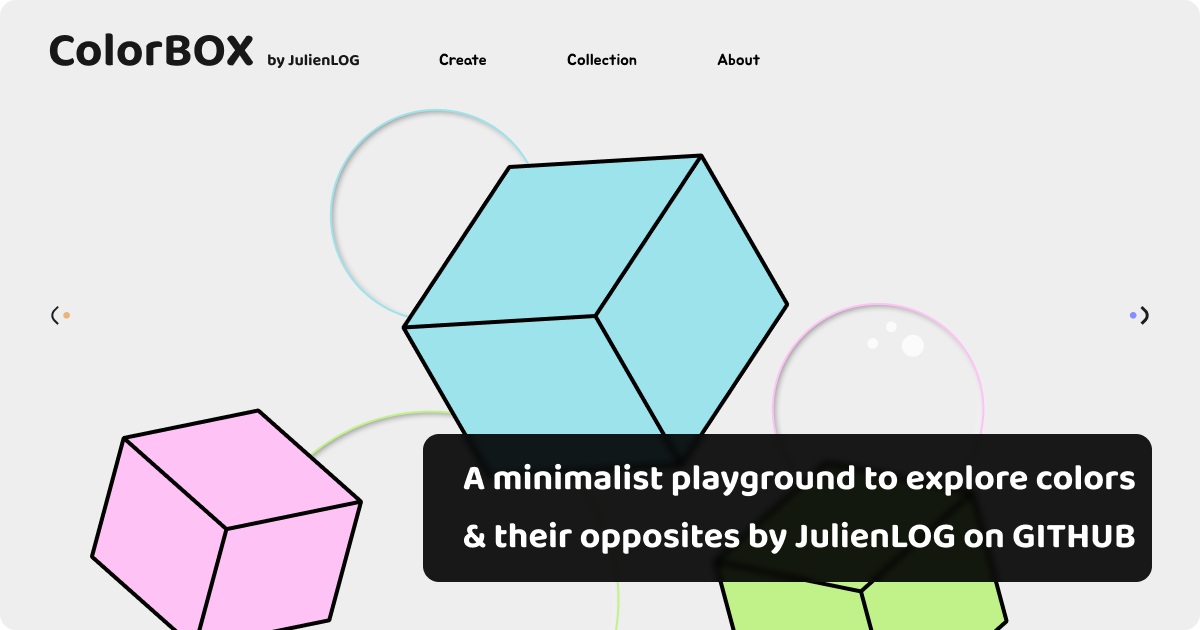 ColorBOX by JulienLOG Create Collection About
A minimalist playground to explore colors
& their opposites by JulienLOG on GITHUB